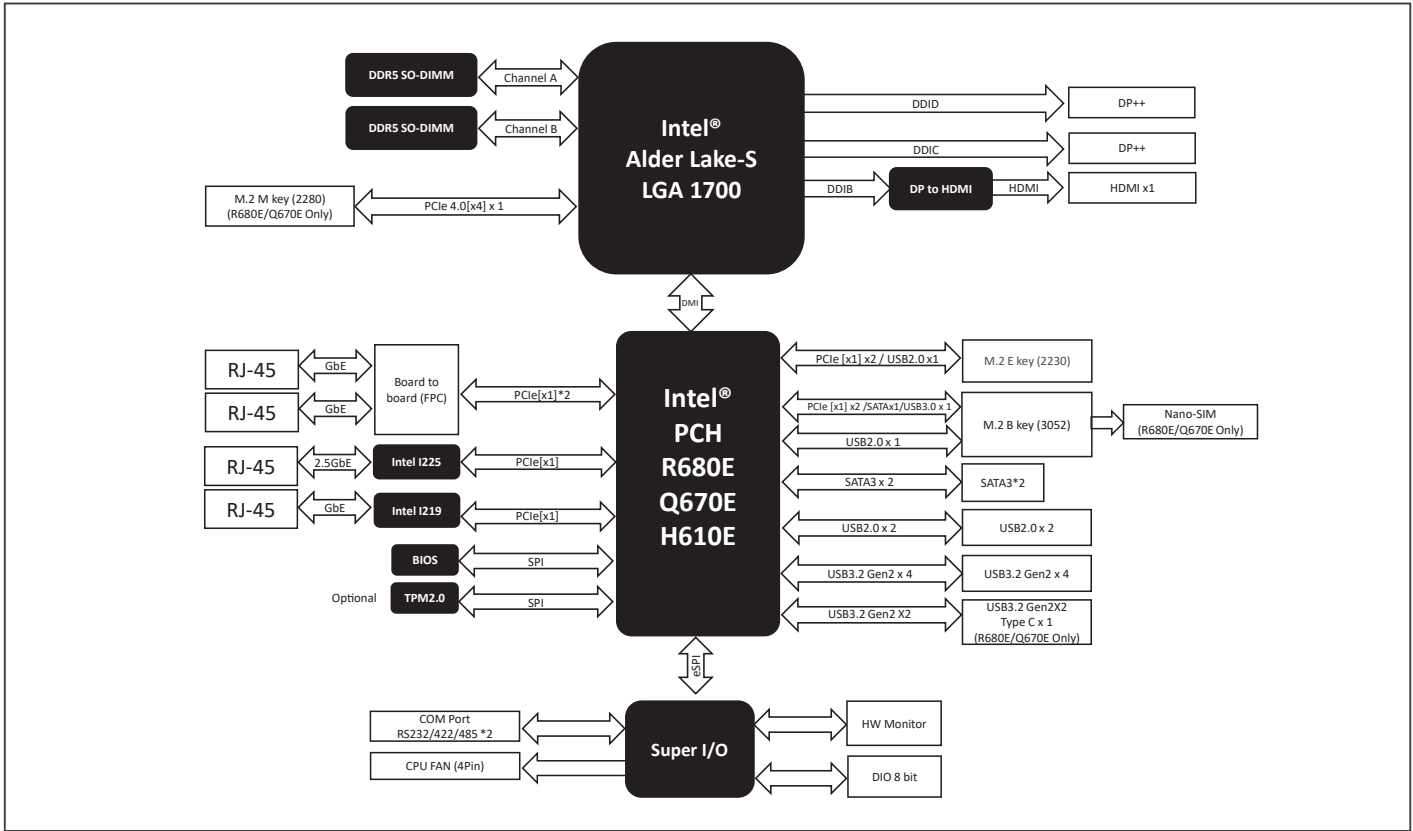 DDR5 SO-DIMM
Channel A
DDR5 SO-DIMM
Channel B
M.2 M key (2280)
(R680E/Q670E Only)
PCIe 4.0[x4] x 1
Intel®
Alder Lake-S
LGA 1700
DDID
DP++
DDIC
DP++
DDIB
DP to HDMI
HDMI
HDMI x1
DMI
RJ-45
GbE
RJ-45
GbE
Board to
board (FPC)
PCIe[x1]*2
RJ-45
2.5GbE
Intel I225
PCIe[x1]
RJ-45
GbE
Intel I219
PCIe[x1]
BIOS
SPI
Optional
TPM2.0
SPI
Intel®
PCH
R680E
Q670E
H610E
PCIe [x1] x2 / USB2.0 x1
M.2 E key (2230)
PCIe [x1] x2 /SATAx1/USB3.0 x 1
USB2.0 x 1
M.2 B key (3052)
Nano-SIM
(R680E/Q670E Only)
SATA3 x 2
SATA3*2
USB2.0 x 2
USB2.0 x 2
USB3.2 Gen2 x 4
USB3.2 Gen2 x 4
USB3.2 Gen2 X2
USB3.2 Gen2X2
Type C x 1
(R680E/Q670E Only)
eSPI
COM Port
RS232/422/485 *2
CPU FAN (4Pin)
Super I/O
HW Monitor
DIO 8 bit